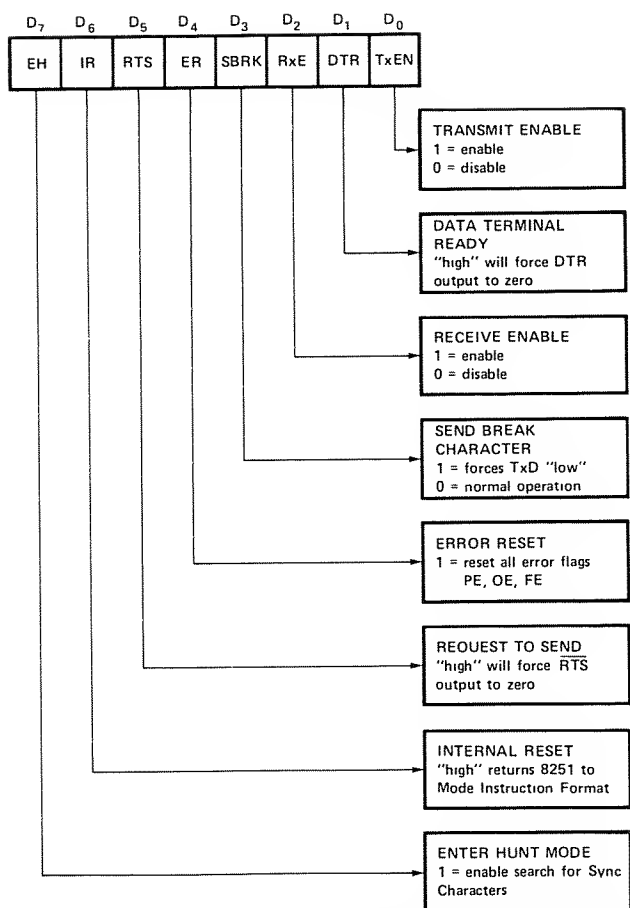 D7 D6 D5 D4 D3 D2 D1 D0
EH IR RTS ER SBRK RxE DTR TxEN
TRANSMIT ENABLE
1 = enable
0 = disable
DATA TERMINAL
READY
"high" will force DTR
output to zero
RECEIVE ENABLE
1 = enable
0 = disable
SEND BREAK
CHARACTER
1 = forces TxD "low"
0 = normal operation
ERROR RESET
1 = reset all error flags
PE, OE, FE
REQUEST TO SEND
"high" will force R̅T̅S̅
output to zero
INTERNAL RESET
"high" returns 8251 to
Mode Instruction Format
ENTER HUNT MODE
1 = enable search for Sync
Characters